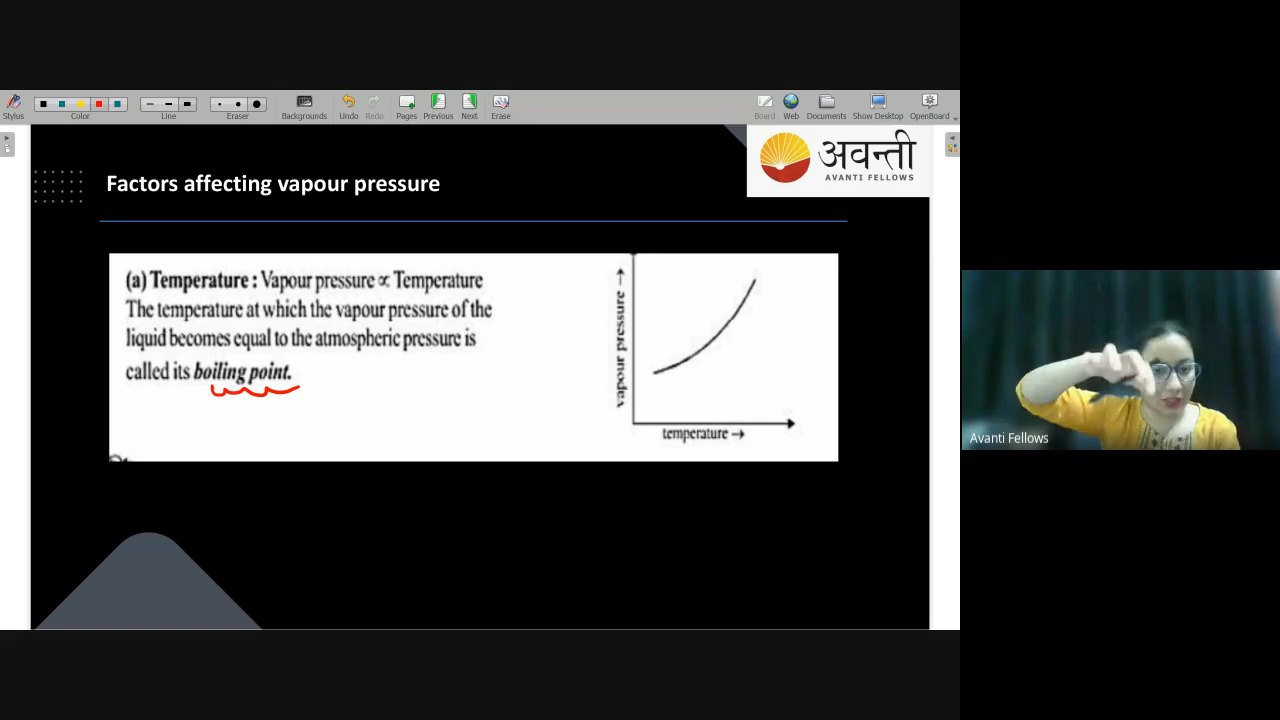 Stylus
Color
Line
Eraser
Backgrounds
Undo
Redo
Pages
Previous
Next
Erase
Board
Web
Documents
Show Desktop
OpenBoard
अवन्ती
AVANTI FELLOWS
Factors affecting vapour pressure
(a) Temperature : Vapour pressure ∝ Temperature
The temperature at which the vapour pressure of the
liquid becomes equal to the atmospheric pressure is
called its boiling point.
vapour pressure →
temperature →
Avanti Fellows